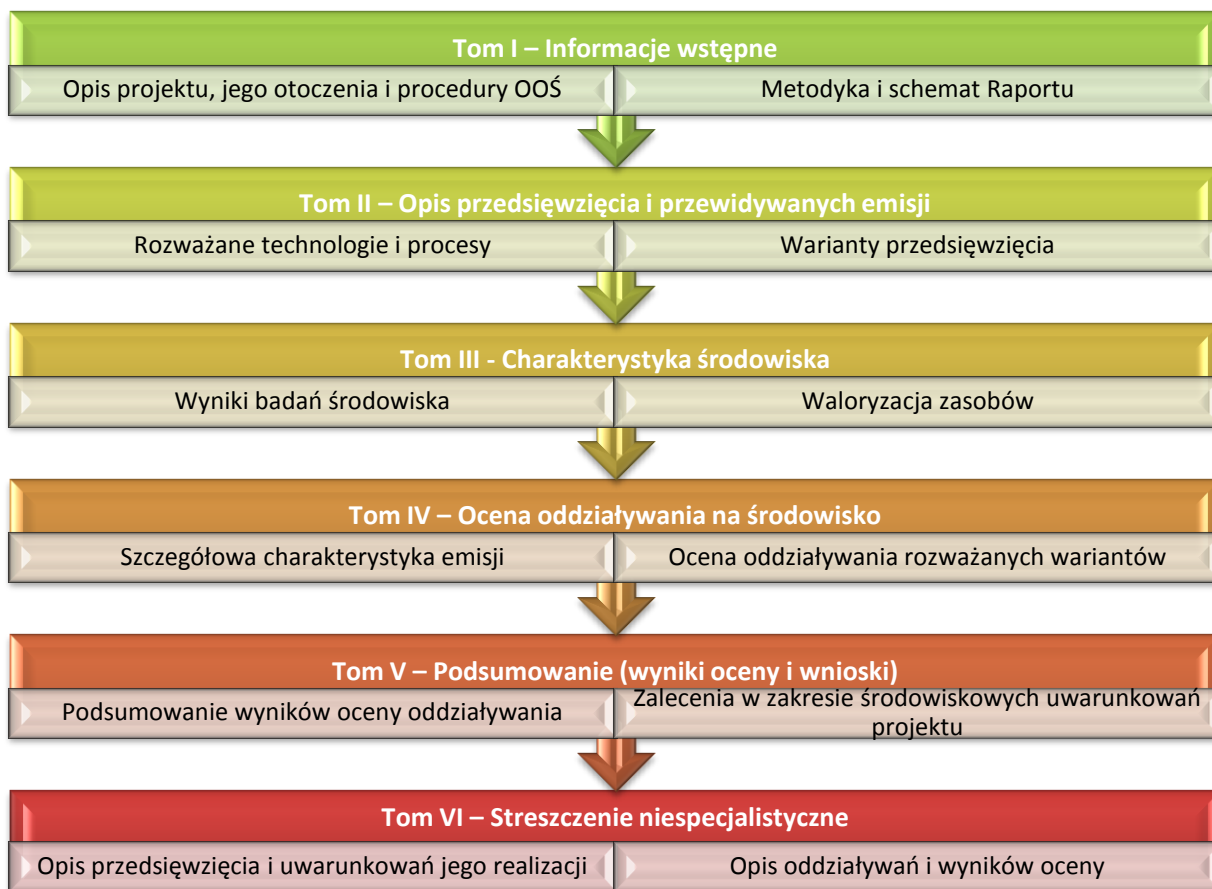 Tom I – Informacje wstępne
Opis projektu, jego otoczenia i procedury OOŚ
Metodyka i schemat Raportu
Tom II – Opis przedsięwzięcia i przewidywanych emisji
Rozważane technologie i procesy
Warianty przedsięwzięcia
Tom III - Charakterystyka środowiska
Wyniki badań środowiska
Waloryzacja zasobów
Tom IV – Ocena oddziaływania na środowisko
Szczegółowa charakterystyka emisji
Ocena oddziaływania rozważanych wariantów
Tom V – Podsumowanie (wyniki oceny i wnioski)
Podsumowanie wyników oceny oddziaływania
Zalecenia w zakresie środowiskowych uwarunkowań
projektu
Tom VI – Streszczenie niespecjalistyczne
Opis przedsięwzięcia i uwarunkowań jego realizacji
Opis oddziaływań i wyników oceny